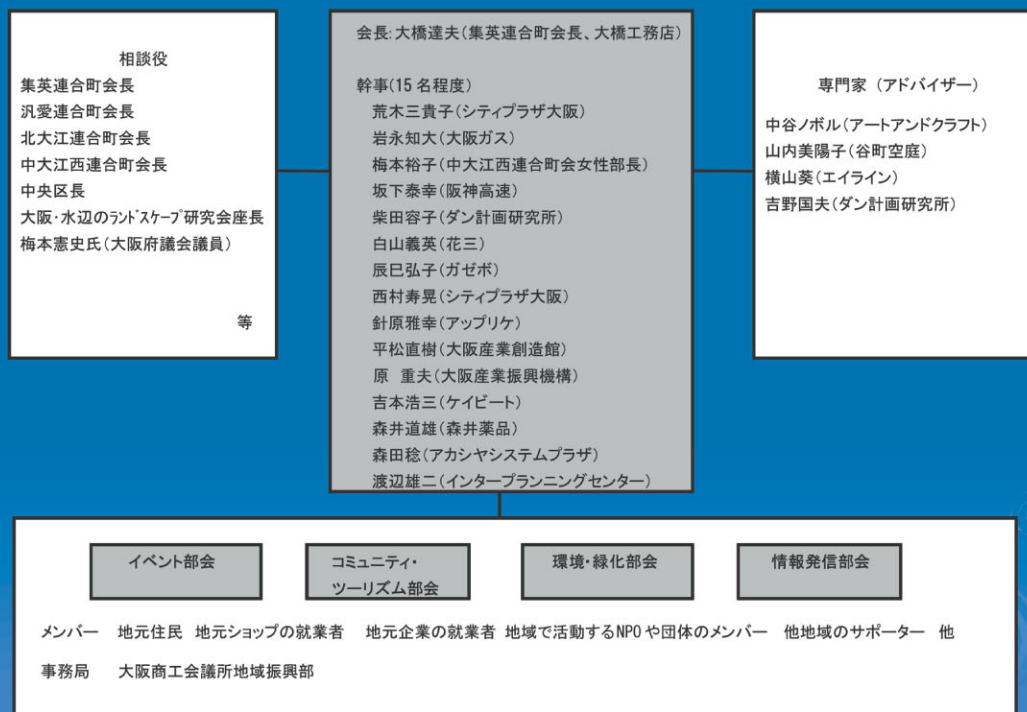 相談役
集英連合町会長
汎愛連合町会長
北大江連合町会長
中大江西連合町会長
中央区長
大阪・水辺のランドスケープ研究会座長
梅本憲史氏(大阪府議会議員)
等
会長:大橋達夫(集英連合町会長、大橋工務店)
幹事(15名程度)
荒木三貴子(シティプラザ大阪)
岩永知大(大阪ガス)
梅本裕子(中大江西連合町会女性部長)
坂下泰幸(阪神高速)
柴田容子(ダン計画研究所)
白山義英(花三)
辰巳弘子(ガゼボ)
西村寿晃(シティプラザ大阪)
針原雅幸(アップリケ)
平松直樹(大阪産業創造館)
原 重夫(大阪産業振興機構)
吉本浩三(ケイビート)
森井道雄(森井薬品)
森田稔(アカシヤシステムプラザ)
渡辺雄二(インタープランニングセンター)
専門家 (アドバイザー)
中谷ノボル(アートアンドクラフト)
山内美陽子(谷町空庭)
横山葵(エイライン)
吉野国夫(ダン計画研究所)
イベント部会
コミュニティ・
ツーリズム部会
環境・緑化部会
情報発信部会
メンバー 地元住民 地元ショップの就業者 地元企業の就業者 地域で活動するNPOや団体のメンバー 他地域のサポーター 他
事務局 大阪商工会議所地域振興部